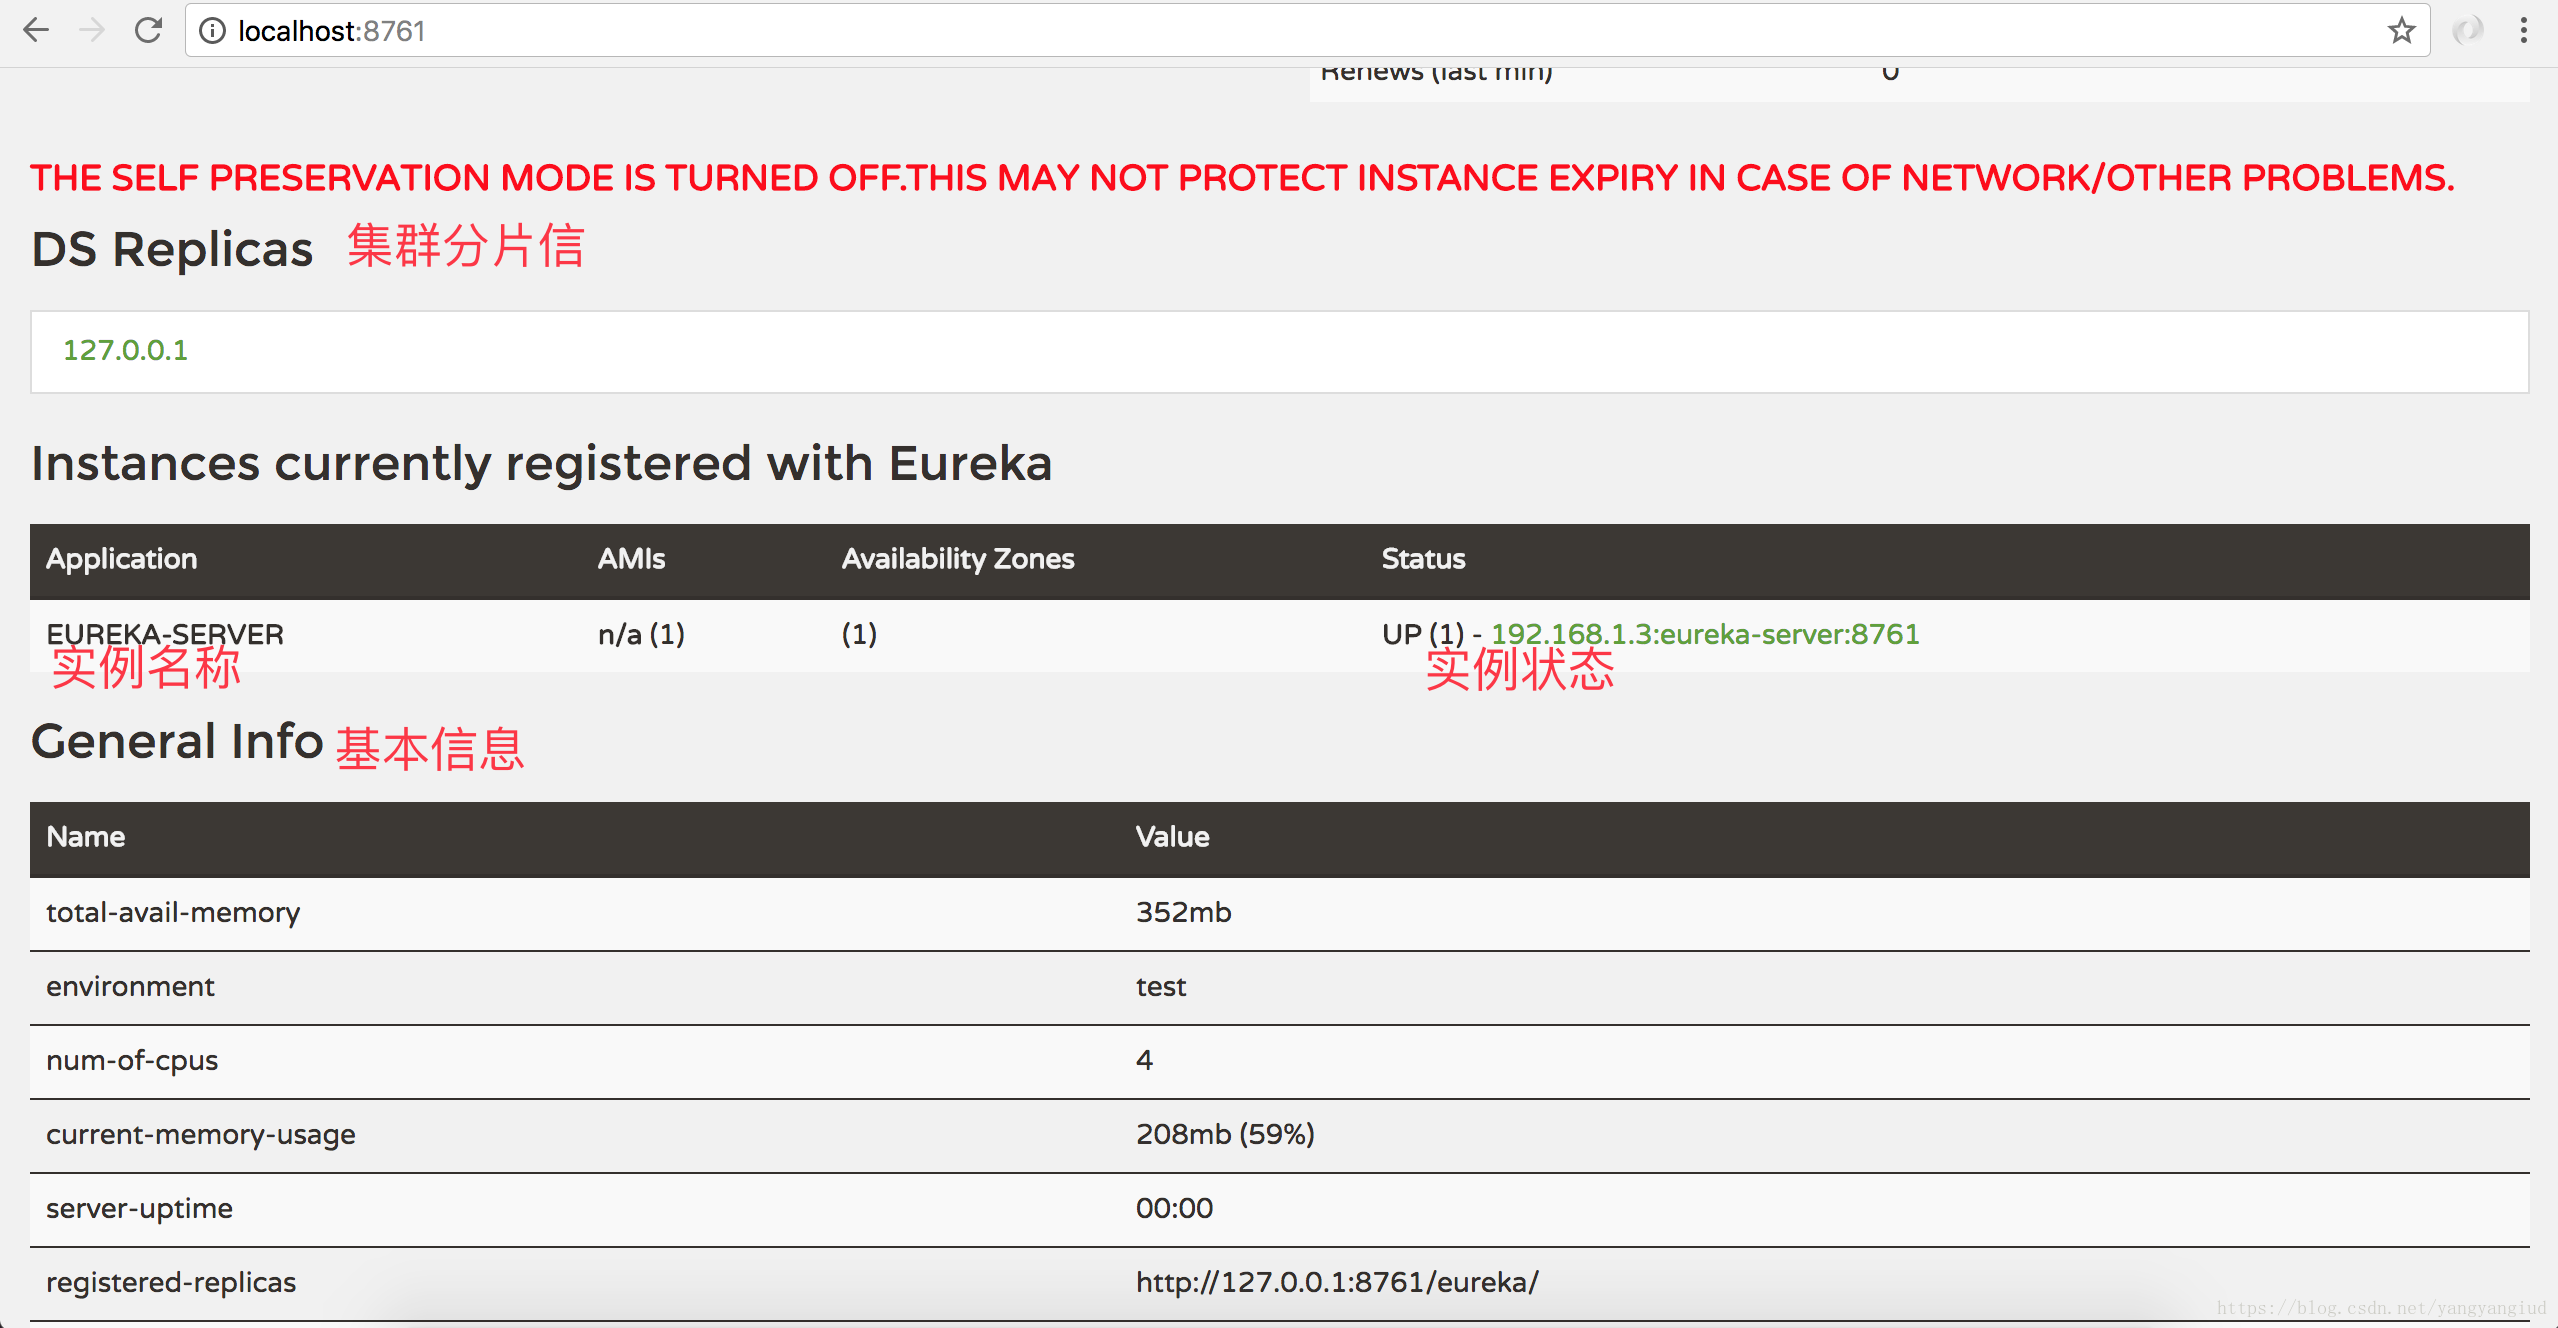 localhost:8761
Renews (last min) 0
THE SELF PRESERVATION MODE IS TURNED OFF.THIS MAY NOT PROTECT INSTANCE EXPIRY IN CASE OF NETWORK/OTHER PROBLEMS.
DS Replicas 集群分片信
127.0.0.1
Instances currently registered with Eureka
Application AMIs Availability Zones Status
EUREKA-SERVER n/a (1) (1) UP (1) - 192.168.1.3:eureka-server:8761
实例名称 实例状态
General Info 基本信息
Name Value
total-avail-memory 352mb
environment test
num-of-cpus 4
current-memory-usage 208mb (59%)
server-uptime 00:00
registered-replicas http://127.0.0.1:8761/eureka/
https://blog.csdn.net/yangyangiud